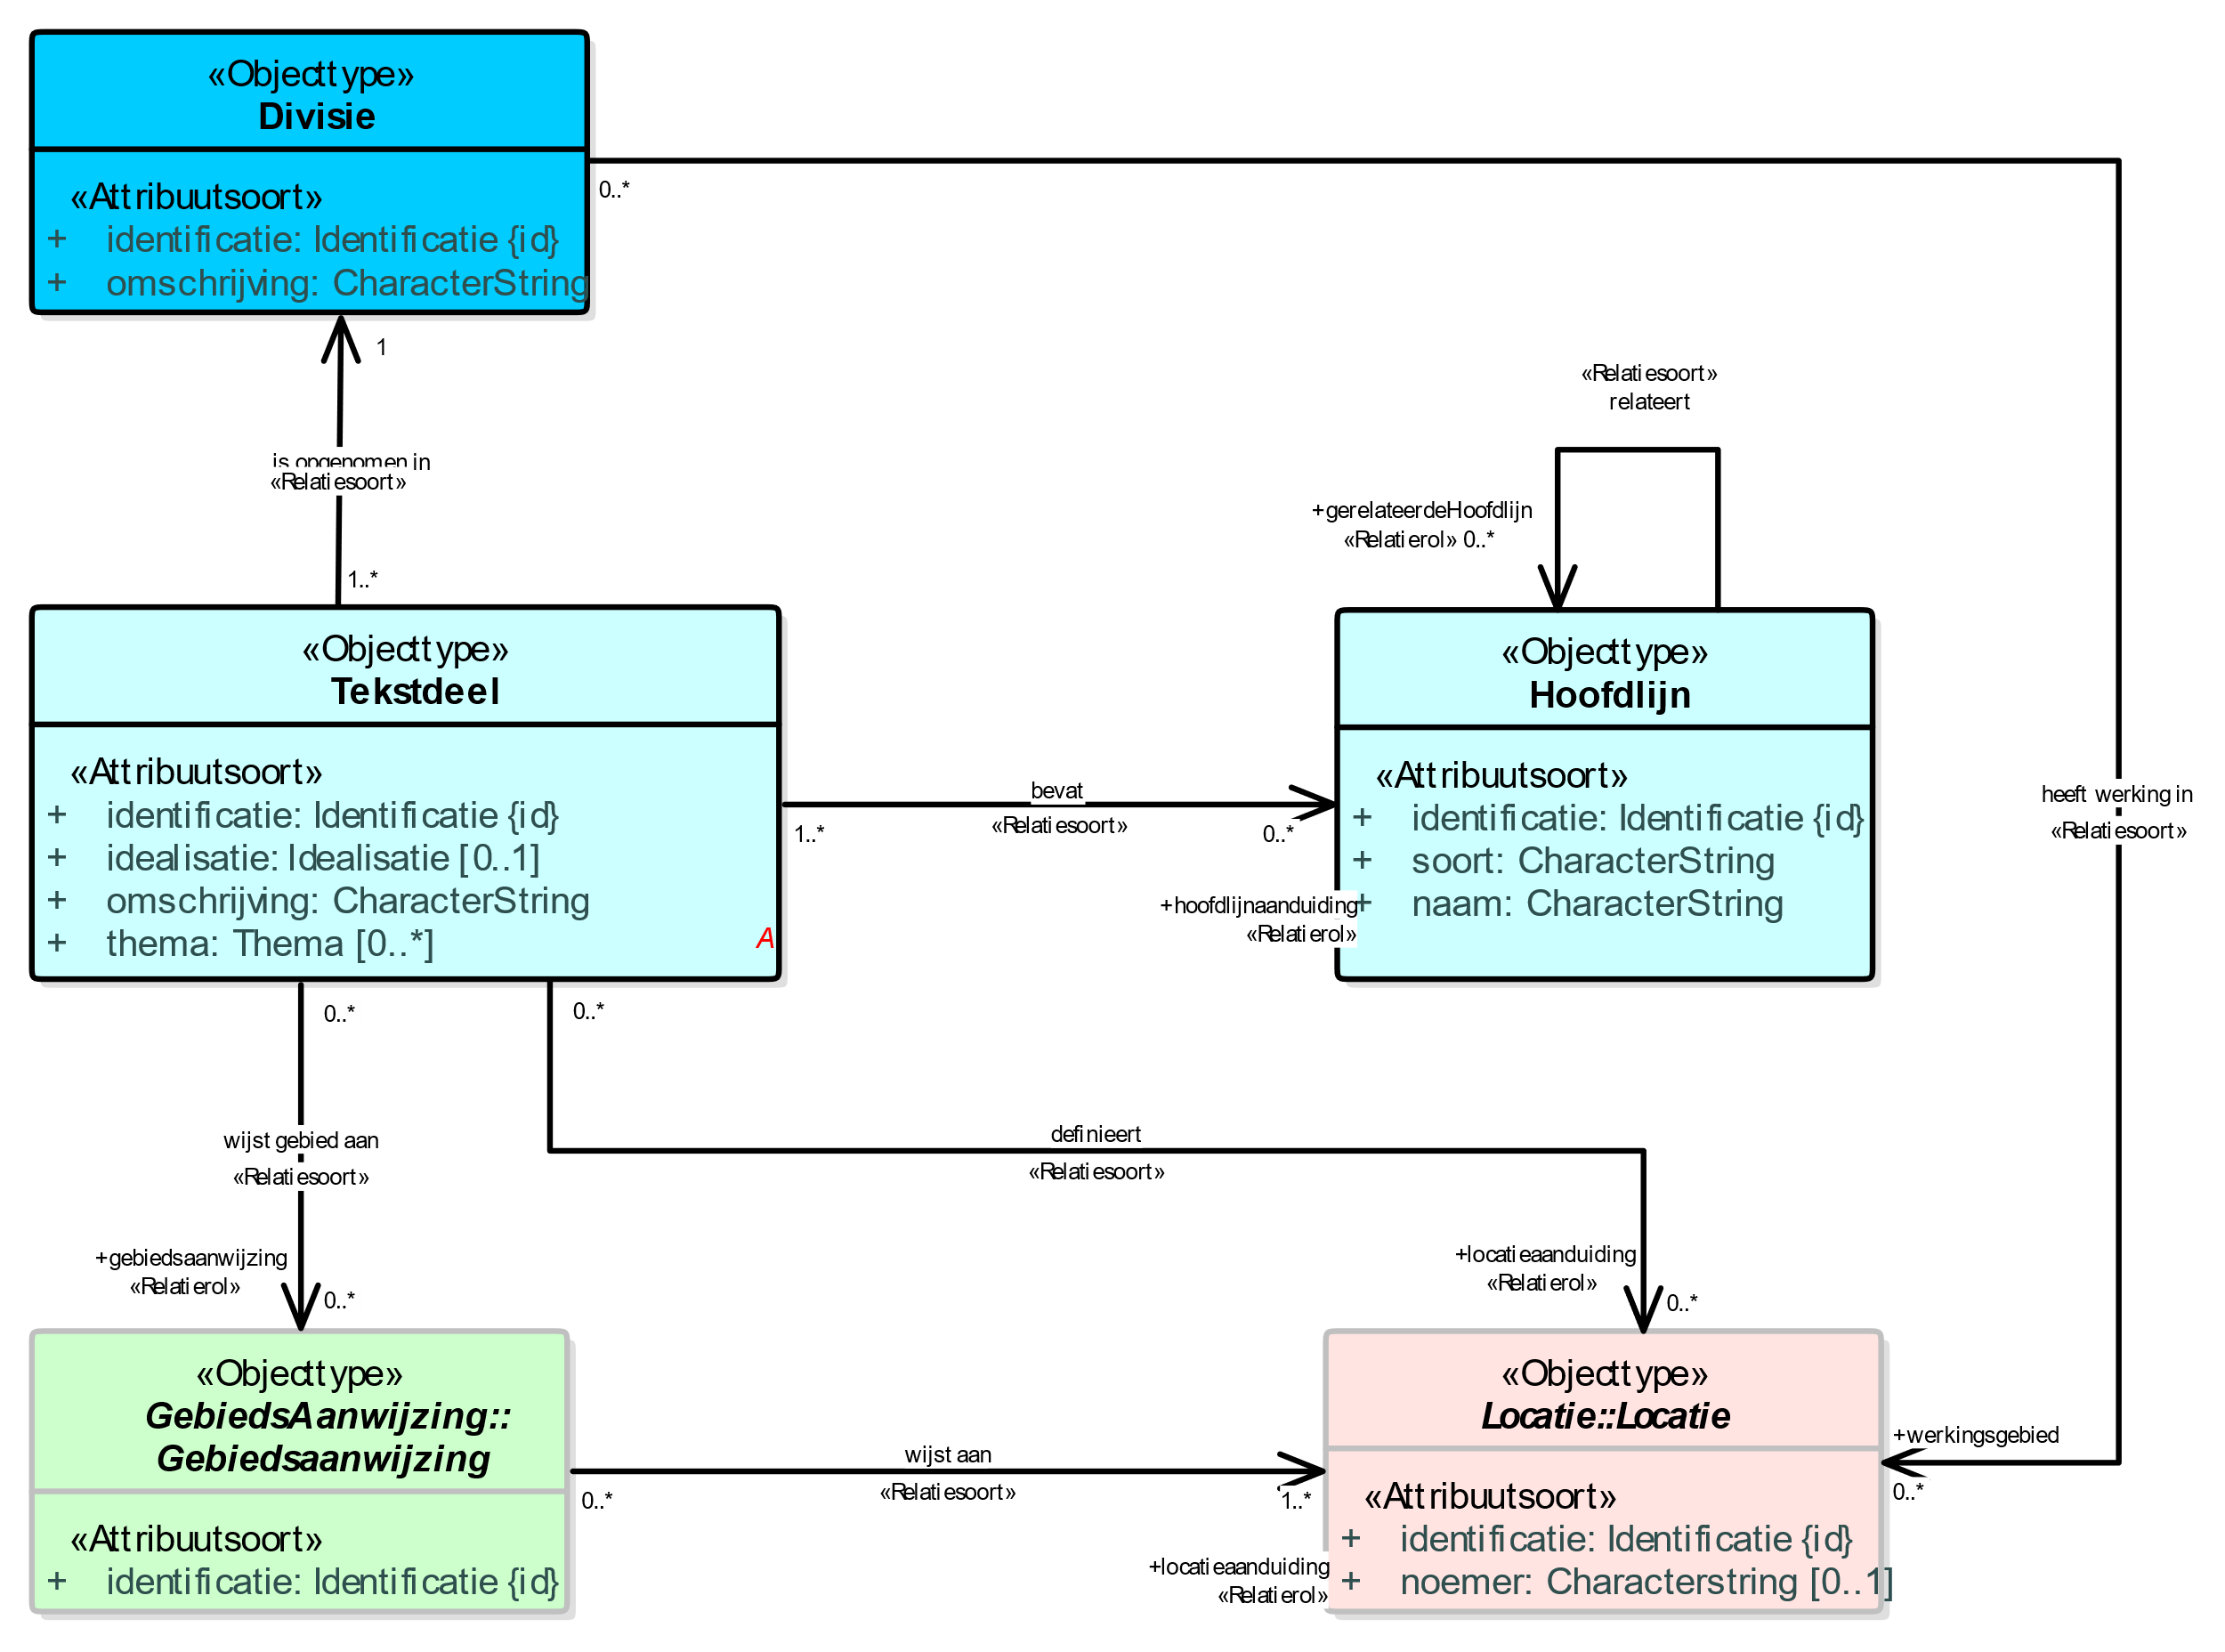 «Objecttype»
Divisie
«Attribuutsoort»
+ identificatie: Identificatie {id}
+ omschrijving: CharacterString
0..*
1
is opgenomen in
«Relatiesoort»
1..*
«Relatiesoort»
relateert
+gerelateerdeHoofdlijn
«Relatierol» 0..*
«Objecttype»
Tekstdeel
«Attribuutsoort»
+ identificatie: Identificatie {id}
+ idealisatie: Idealisatie [0..1]
+ omschrijving: CharacterString
+ thema: Thema [0..*]
A
bevat
«Relatiesoort»
1..*
0..*
+hoofdlijnaanduiding
«Relatierol»
«Objecttype»
Hoofdlijn
«Attribuutsoort»
+ identificatie: Identificatie {id}
+ soort: CharacterString
+ naam: CharacterString
heeft werking in
«Relatiesoort»
0..*
0..*
wijst gebied aan
«Relatiesoort»
definieert
«Relatiesoort»
+gebiedsaanwijzing
«Relatierol»
0..*
+locatieaanduiding
«Relatierol»
0..*
«Objecttype»
GebiedsAanwijzing::
Gebiedsaanwijzing
«Attribuutsoort»
+ identificatie: Identificatie {id}
wijst aan
«Relatiesoort»
0..*
1..*
+locatieaanduiding
«Relatierol»
«Objecttype»
Locatie::Locatie
«Attribuutsoort»
+ identificatie: Identificatie {id}
+ noemer: Characterstring [0..1]
+werkingsgebied
0..*